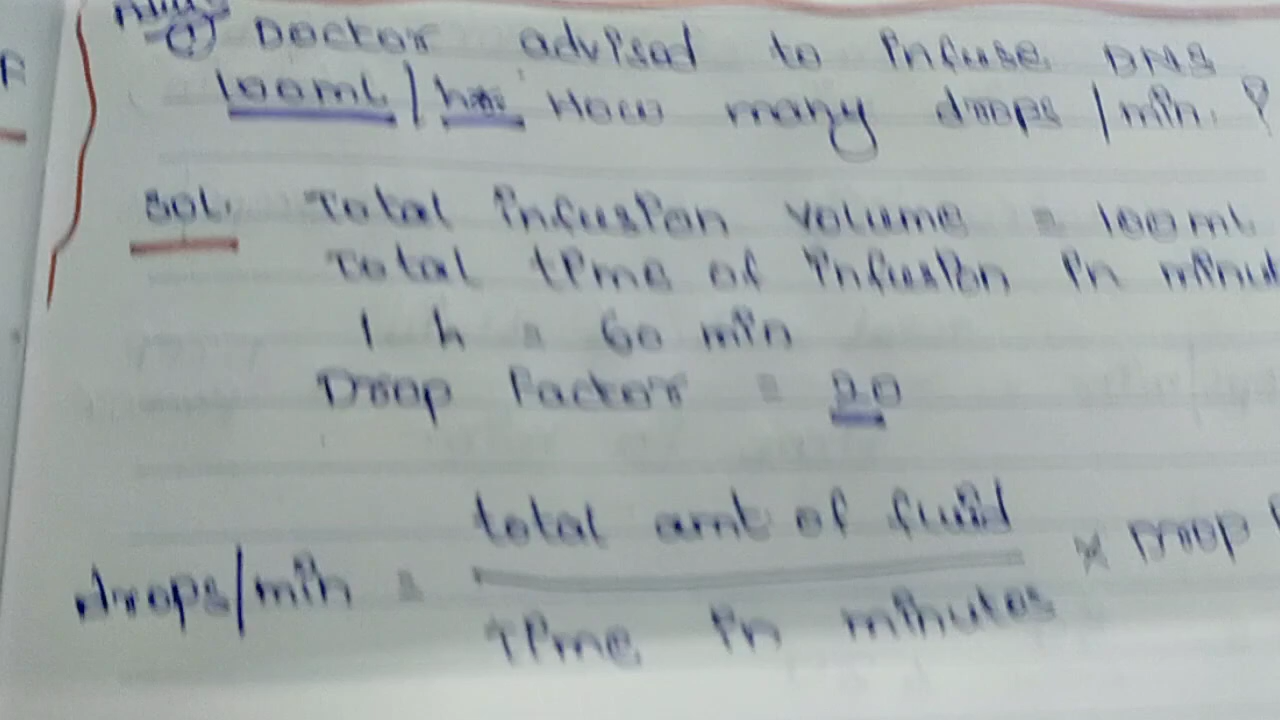 ① Doctor advised to infuse DNS
100ml/hr. How many drops/min. ?
Sol. Total infusion volume = 100ml
Total time of infusion in minut
1 h = 60 min
Drop factor = 20
total amt of fluid
drops/min = × Drop f
Time in minutes